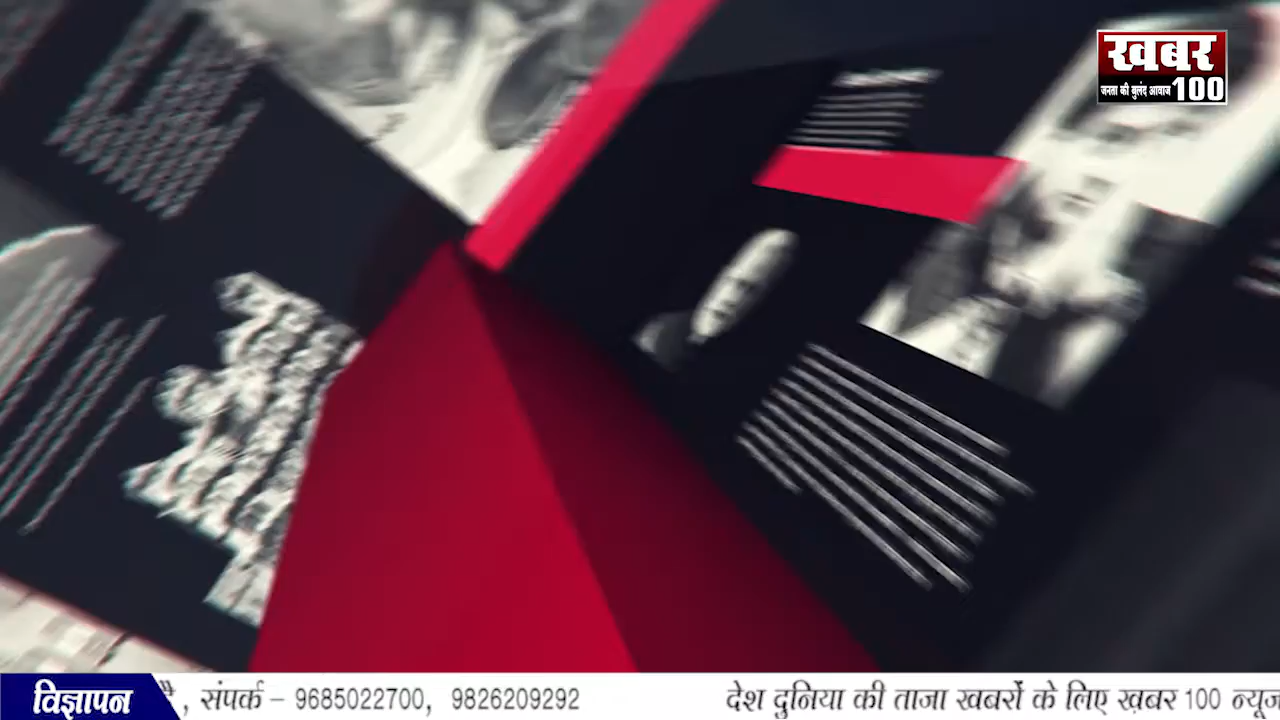 खबर
जनता की बुलंद आवाज 100
विज्ञापन
है, संपर्क – 9685022700, 9826209292 देश दुनिया की ताजा खबरों के लिए ख़बर 100 न्यूज